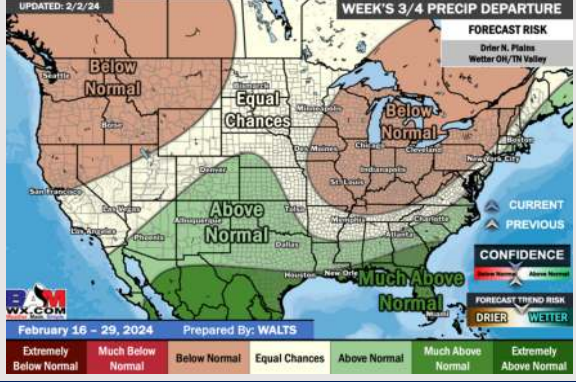 UPDATED: 2/2/24
WEEK'S 3/4 PRECIP DEPARTURE
FORECAST RISK
Drier N. Plains
Wetter OH/TN Valley
Seattle
Below
Normal
Boise
Bismarck
Equal
Chances
Minneapolis
Below
Normal
Boston
Des Moines
Chicago
Cleveland
New York City
Indianapolis
Denver
St. Louis
San Francisco
Las Vegas
Above
Normal
Albuquerque
Tulsa
Memphis
Charlotte
Los Angeles
Phoenix
Atlanta
Dallas
CURRENT
PREVIOUS
Houston
New Orle
Much Above
Normal
Miami
CONFIDENCE
Below Normal
Above Normal
FORECAST TREND RISK
DRIER
WETTER
BAM
WX.COM
February 16 – 29, 2024
Prepared By: WALTS
Extremely
Below Normal
Much Below
Normal
Below Normal
Equal Chances
Above Normal
Much Above
Normal
Extremely
Above Normal